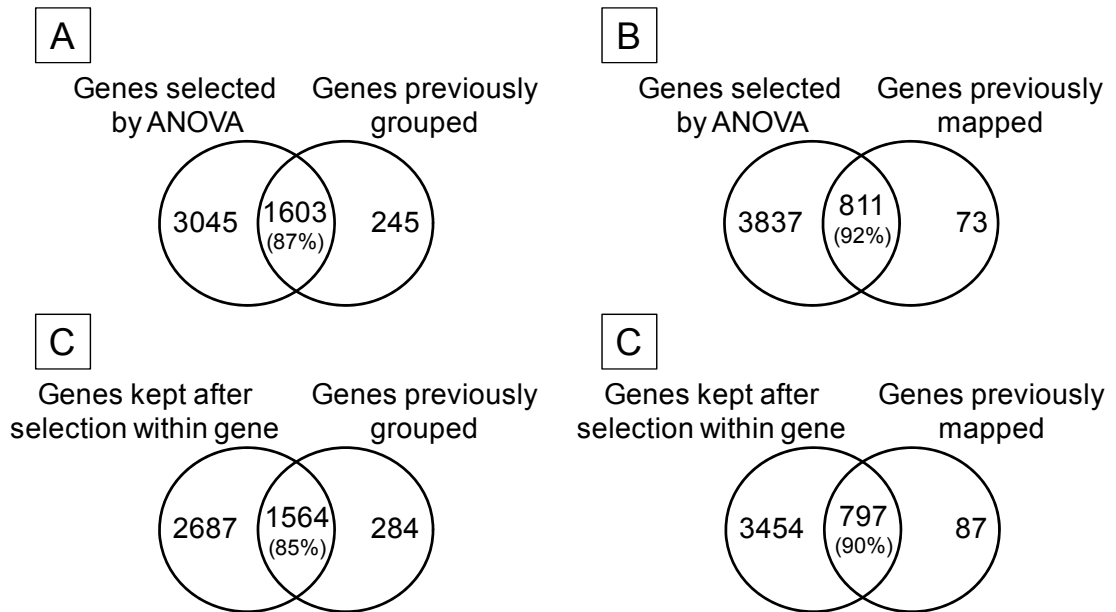 A
Genes selected
by ANOVA
Genes previously
grouped
3045
1603
(87%)
245
B
Genes selected
by ANOVA
Genes previously
mapped
3837
811
(92%)
73
C
Genes kept after
selection within gene
Genes previously
grouped
2687
1564
(85%)
284
C
Genes kept after
selection within gene
Genes previously
mapped
3454
797
(90%)
87